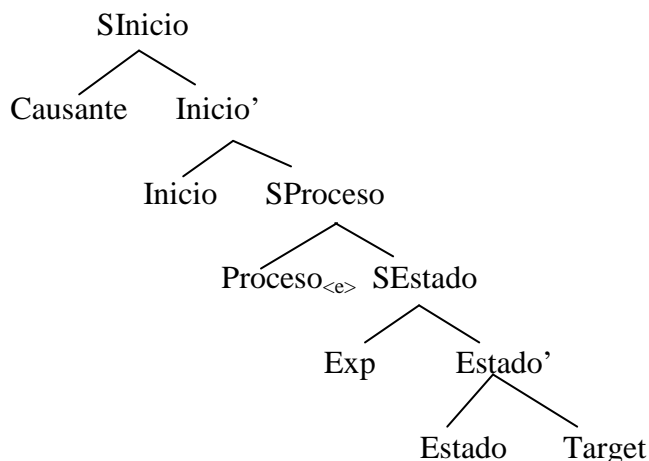 SInicio
Causante Inicio’
Inicio SProceso
Proceso<e> SEstado
Exp Estado’
Estado Target